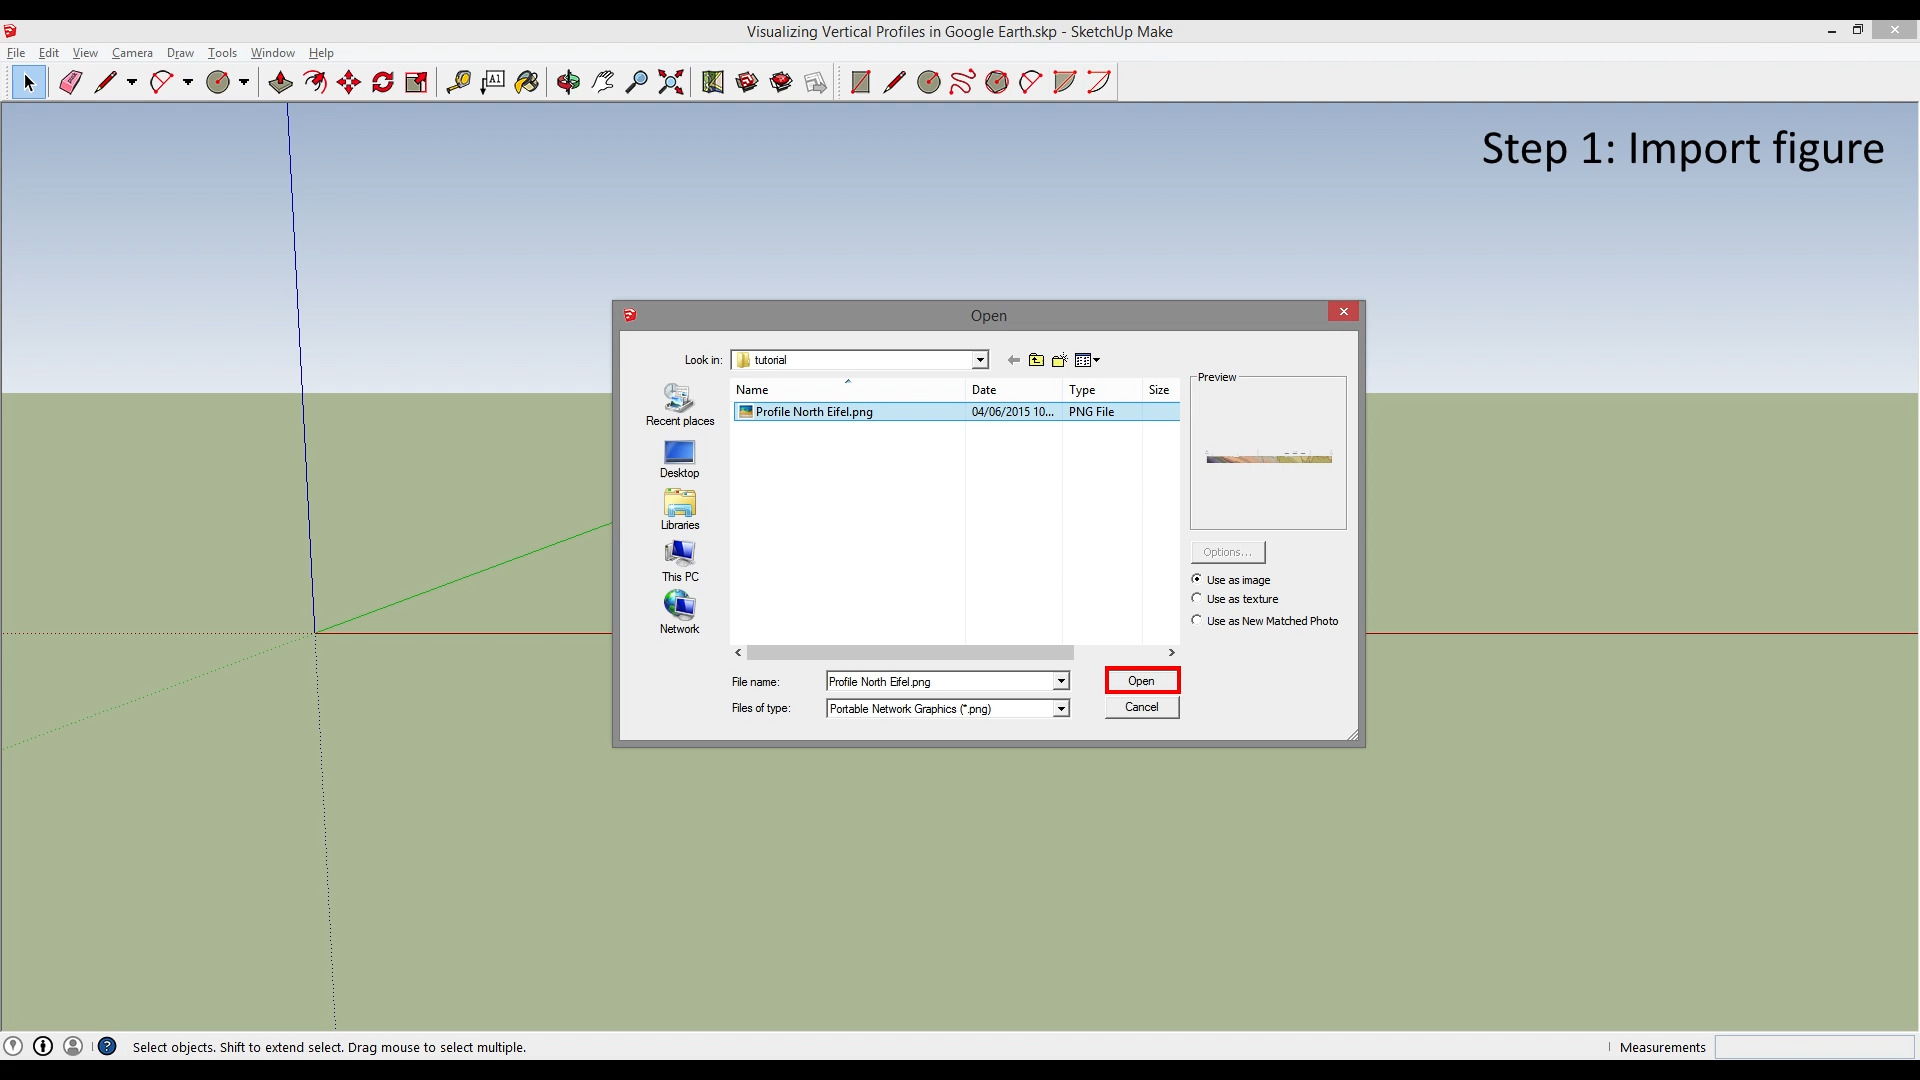 Visualizing Vertical Profiles in Google Earth.skp - SketchUp Make
File Edit View Camera Draw Tools Window Help
A1
Step 1: Import figure
Open
Look in: tutorial
Name Date Type Size
Profile North Eifel.png 04/06/2015 10... PNG File
Preview
Recent places
Desktop
Libraries
This PC
Network
Options...
Use as image
Use as texture
Use as New Matched Photo
File name: Profile North Eifel.png Open
Files of type: Portable Network Graphics (*.png) Cancel
Select objects. Shift to extend select. Drag mouse to select multiple.
Measurements